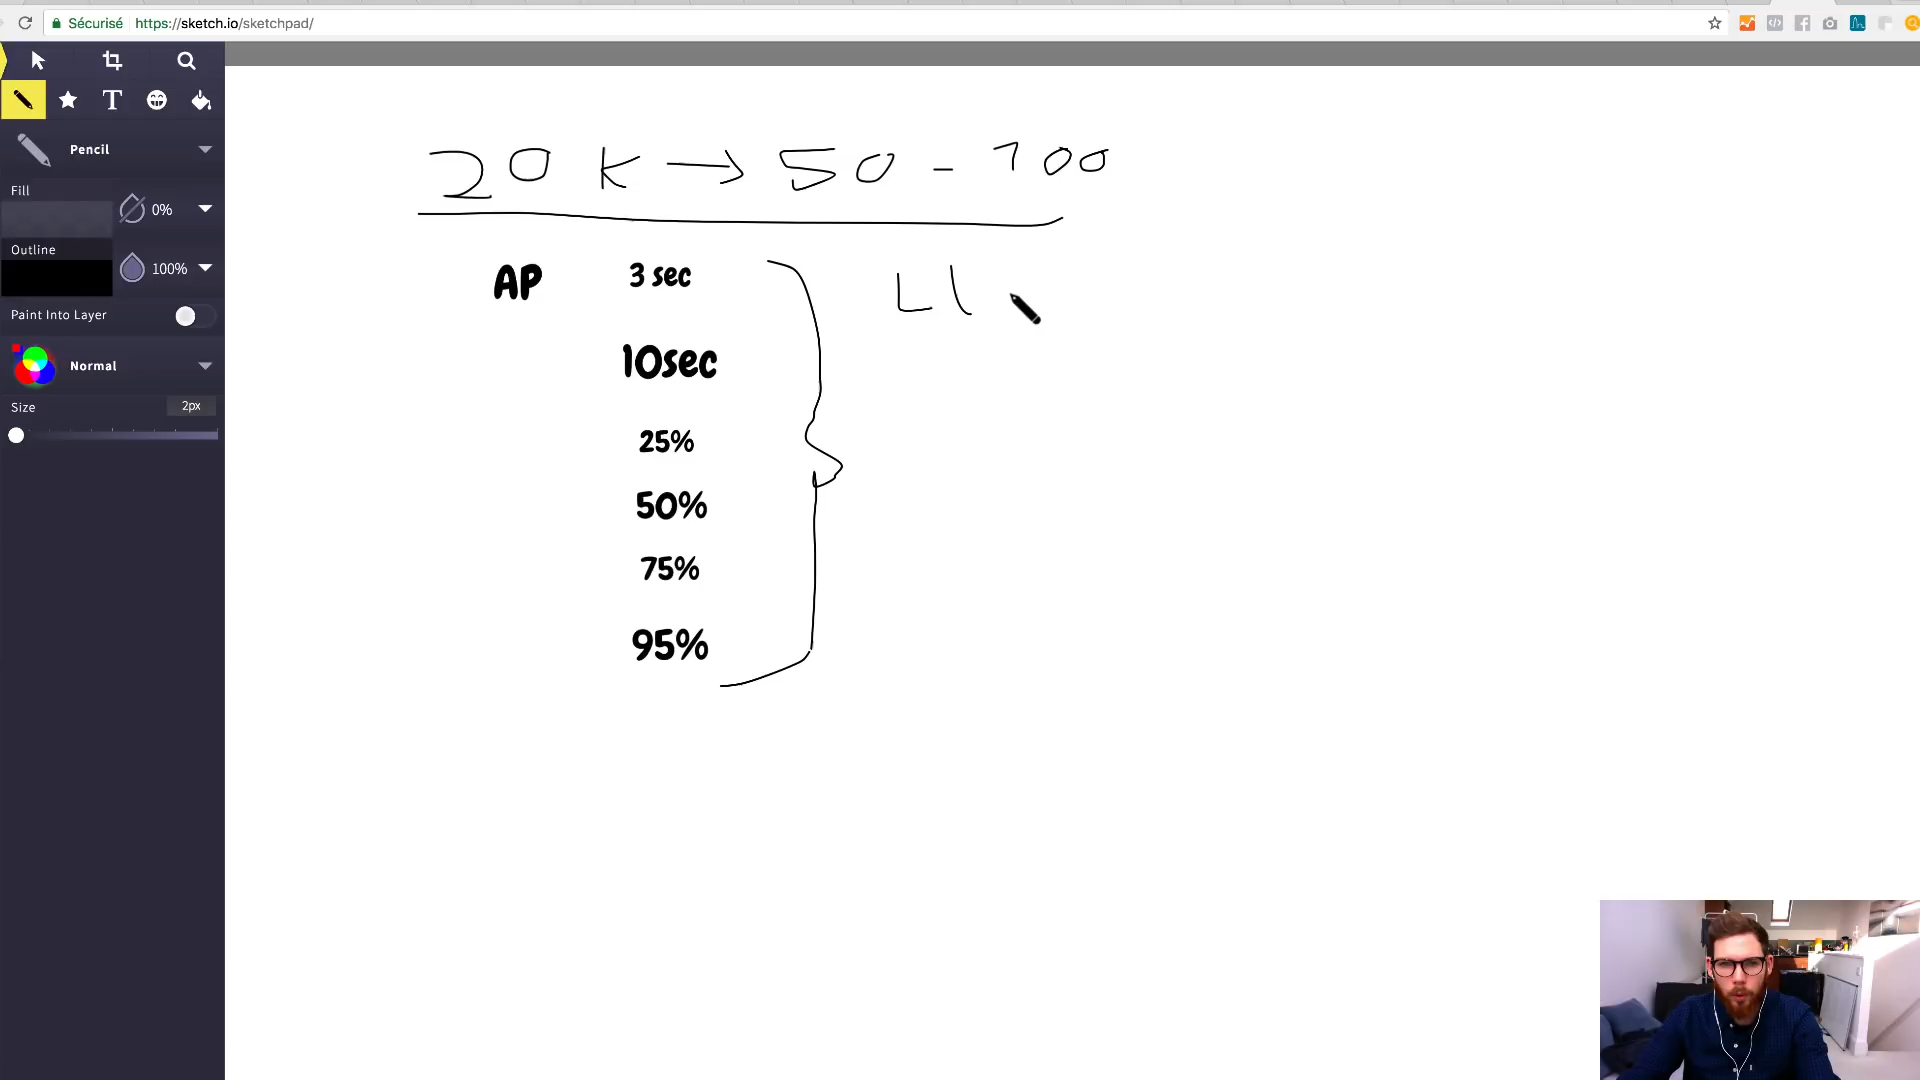 Sécurisé https://sketch.io/sketchpad/
T
Pencil
Fill
0%
Outline
100%
Paint Into Layer
Normal
Size 2px
20 K → 50 - 100
AP 3 sec
10sec
25%
50%
75%
95%